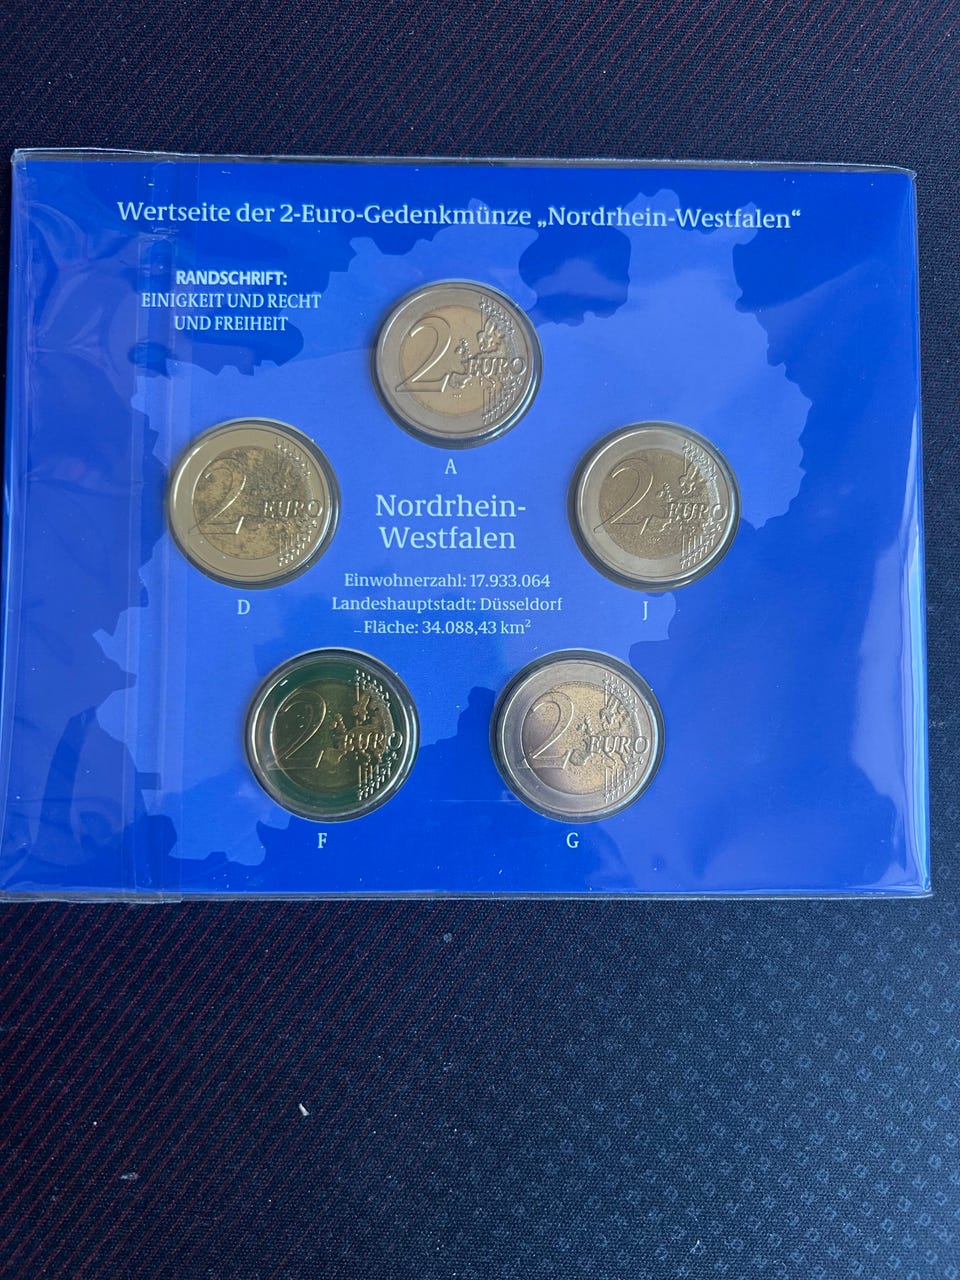 Wertseite der 2-Euro-Gedenkmünze „Nordrhein-Westfalen“
RANDSCHRIFT:
EINIGKEIT UND RECHT
UND FREIHEIT
2 EURO
A
2 EURO
2 EURO
Nordrhein-
Westfalen
Einwohnerzahl: 17.933.064
Landeshauptstadt: Düsseldorf
Fläche: 34.088,43 km²
D
J
2 EURO
2 EURO
F
G